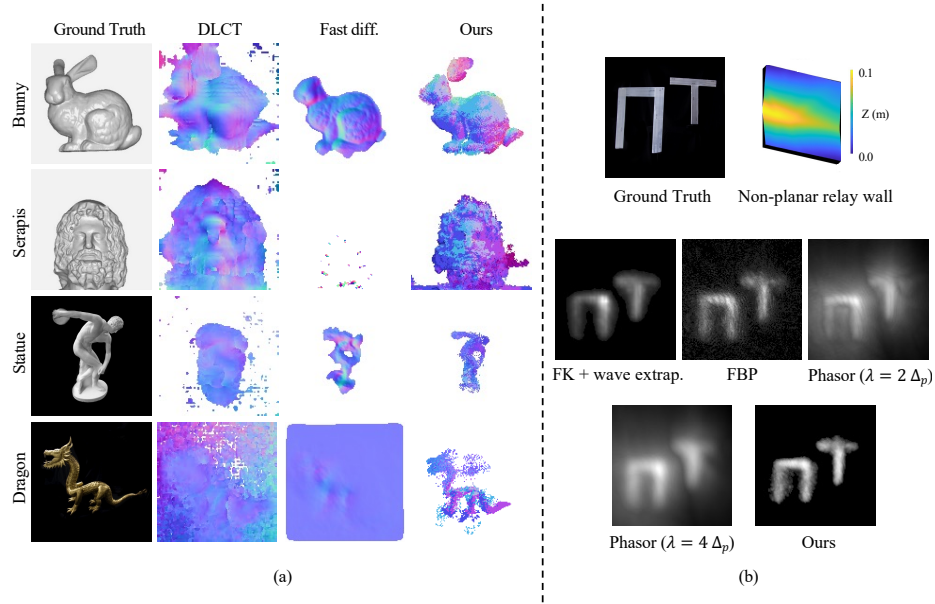 Ground Truth DLCT Fast diff. Ours
Bunny
Serapis
Statue
Dragon
(a)
0.1
Z (m)
0.0
Ground Truth Non-planar relay wall
FK + wave extrap. FBP Phasor (λ = 2 Δp)
Phasor (λ = 4 Δp) Ours
(b)